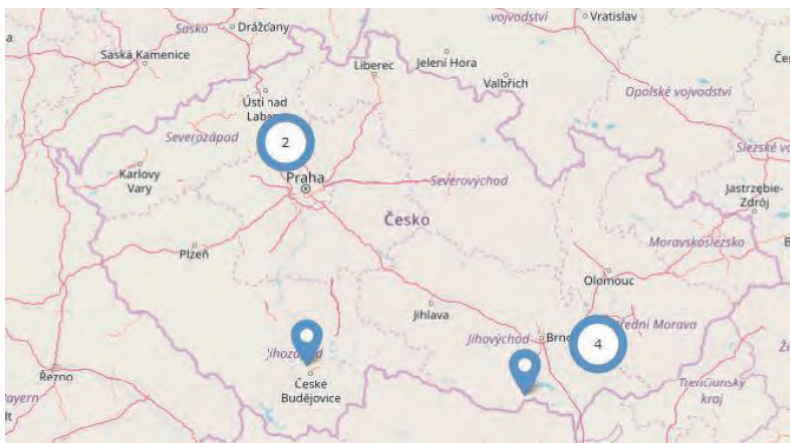 vojvodství
Vratislav
Sasko
Drážďany
a
Saská Kamenice
Liberec
Jelení Hora
Valbřich
Opolské vojvodství
Ústí nad
Labem
Severozápad
2
Slezské vo
Karlovy
Vary
Praha
Severovýchod
Jastrzębie-
Zdrój
Česko
Plzeň
Moravskoslezsko
B
Olomouc
Jihlava
Střední Morava
Jihovýchod
Brno
4
Jihozápad
Řezno
České
Budějovice
Trenčianský
kraj
Bayern
dt